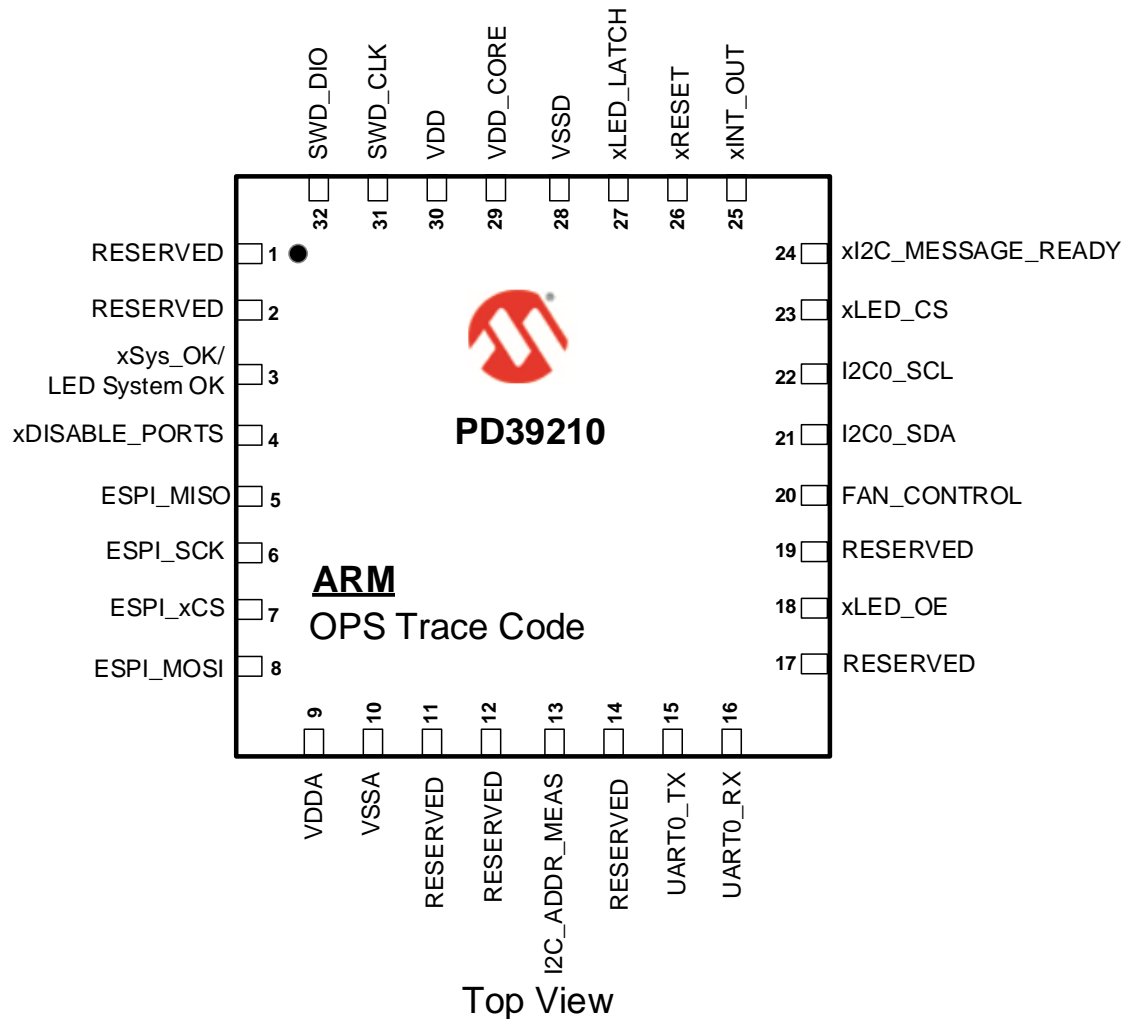 SWD_DIO
SWD_CLK
VDD
VDD_CORE
VSSD
xLED_LATCH
xRESET
xINT_OUT
32
31
30
29
28
27
26
25
RESERVED 1
RESERVED 2
xSys_OK/
LED System OK 3
xDISABLE_PORTS 4
ESPI_MISO 5
ESPI_SCK 6
ESPI_xCS 7
ESPI_MOSI 8
PD39210
ARM
OPS Trace Code
24 xI2C_MESSAGE_READY
23 xLED_CS
22 I2C0_SCL
21 I2C0_SDA
20 FAN_CONTROL
19 RESERVED
18 xLED_OE
17 RESERVED
9
10
11
12
13
14
15
16
VDDA
VSSA
RESERVED
RESERVED
I2C_ADDR_MEAS
RESERVED
UART0_TX
UART0_RX
Top View